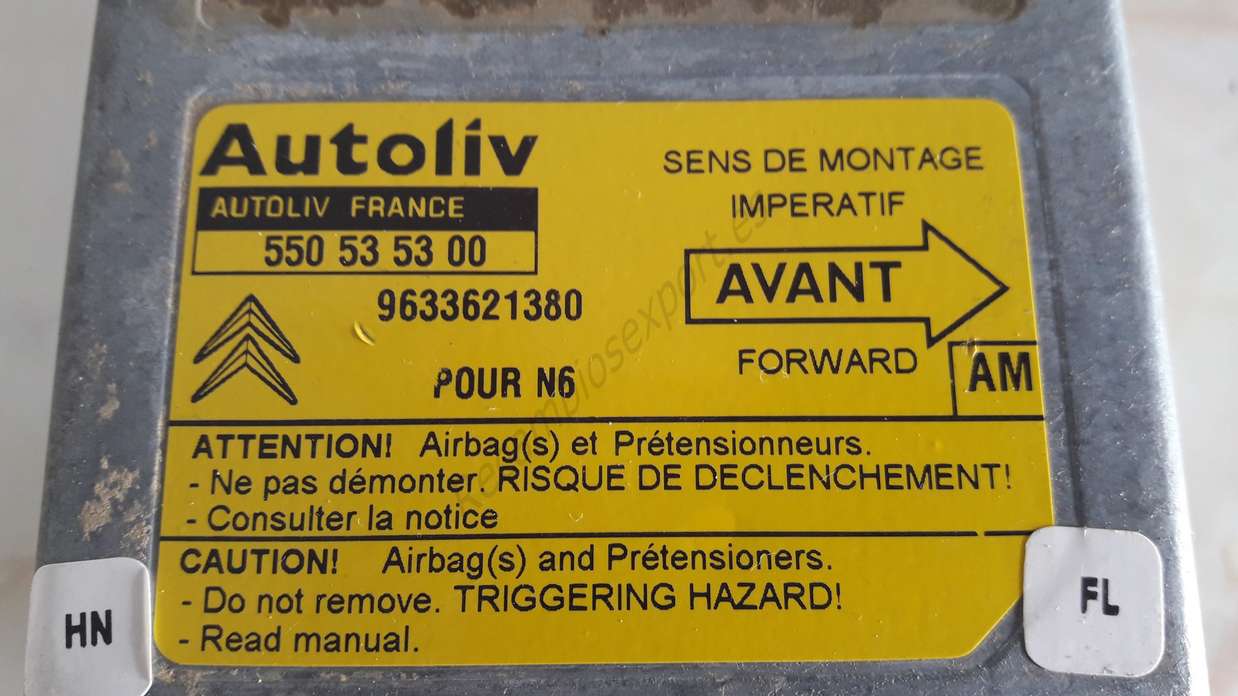 Autoliv
AUTOLIV FRANCE
550 53 53 00
9633621380
POUR N6
SENS DE MONTAGE
IMPERATIF
AVANT
FORWARD
AM
ATTENTION! Airbag(s) et Prétensionneurs.
- Ne pas démonter. RISQUE DE DECLENCHEMENT!
- Consulter la notice
CAUTION! Airbag(s) and Prétensioners.
- Do not remove. TRIGGERING HAZARD!
- Read manual.
HN
FL